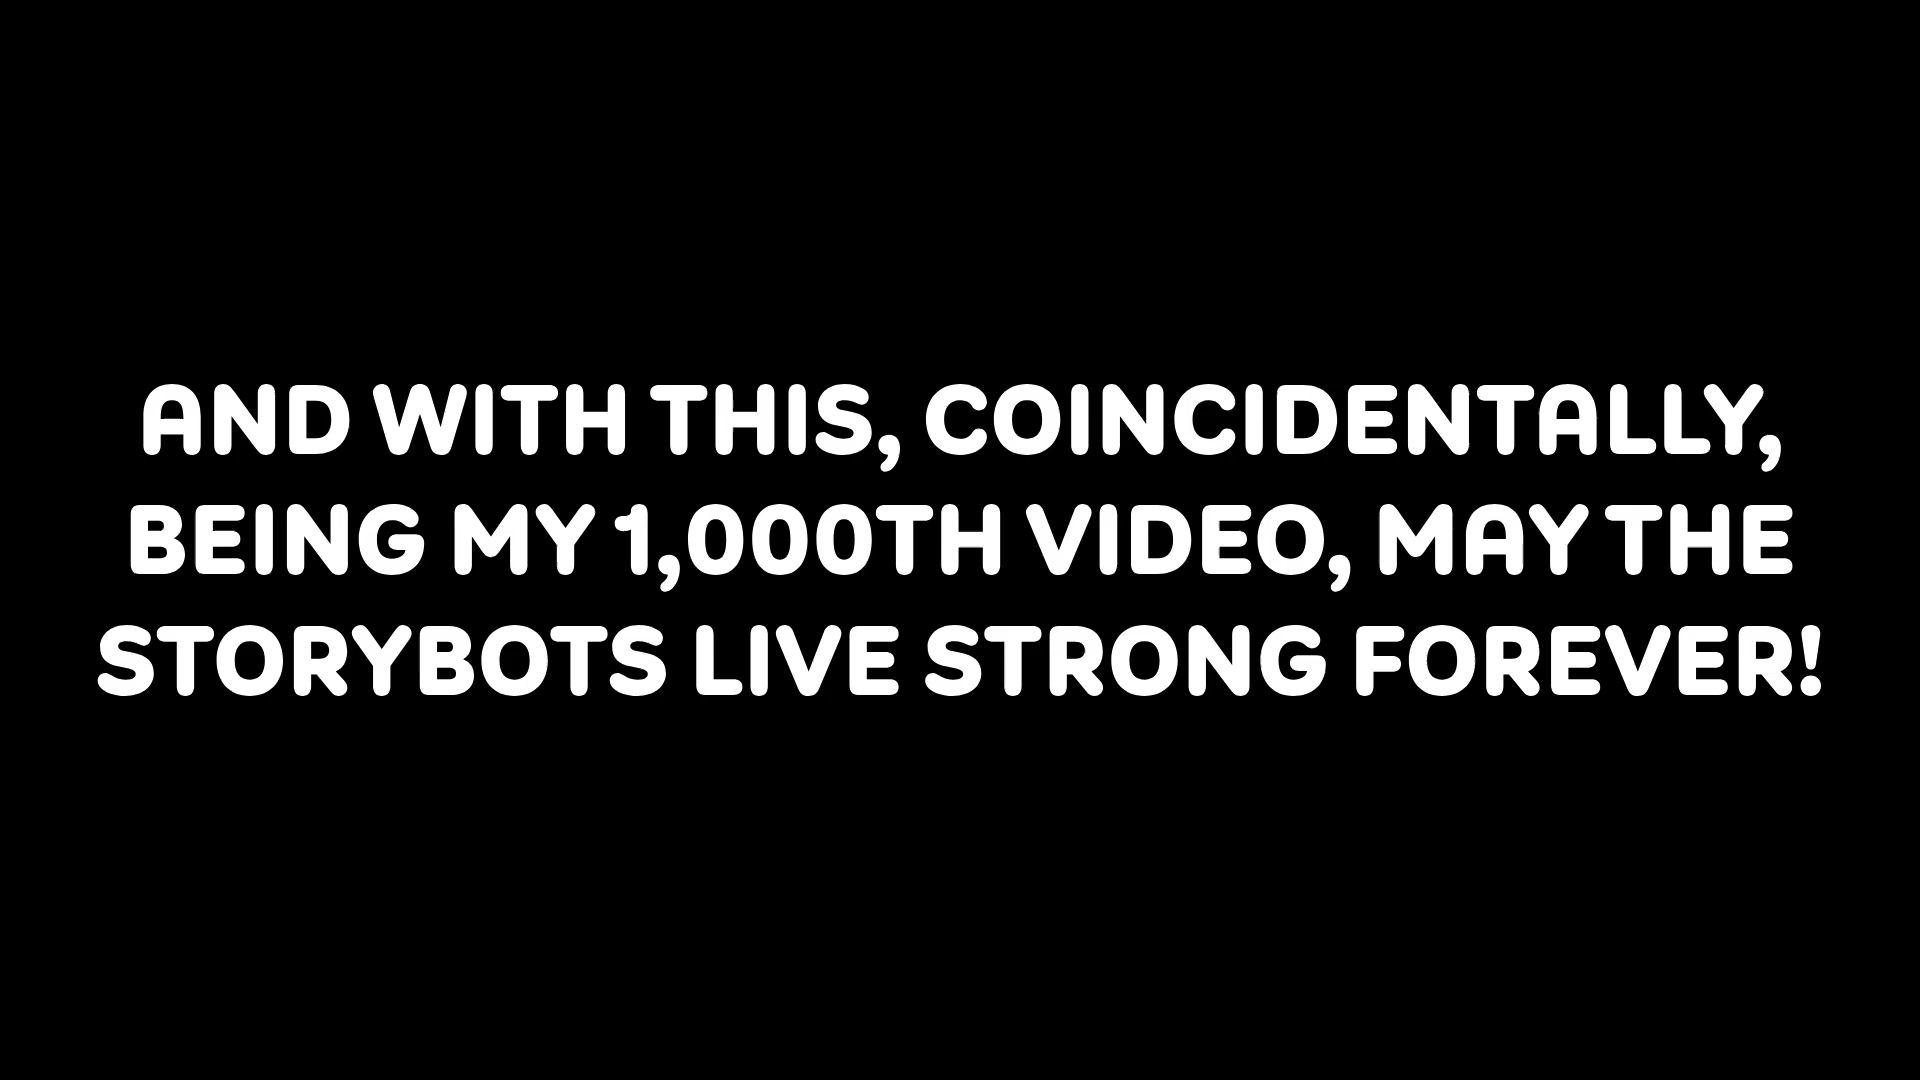 AND WITH THIS, COINCIDENTALLY,
BEING MY 1,000TH VIDEO, MAY THE
STORYBOTS LIVE STRONG FOREVER!